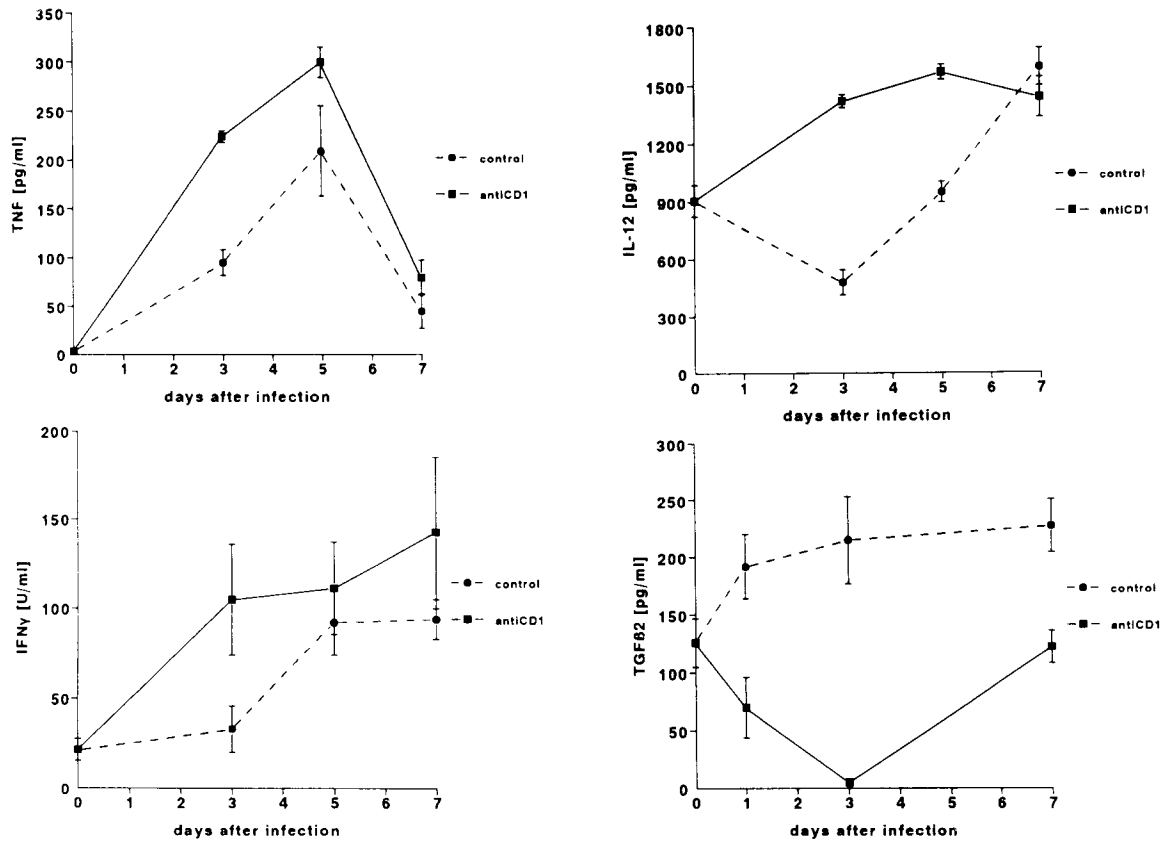 350
300
250
200
150
100
50
0
TNF [pg/ml]
0 1 2 3 4 5 6 7
days after infection
control
antiCD1
1800
1500
1800
900
600
300
0
IL-12 [pg/ml]
0 1 2 3 4 5 6 7
days after infection
control
antiCD1
200
150
100
50
0
IFNγ [U/ml]
0 1 2 3 4 5 6 7
days after infection
control
antiCD1
300
250
200
150
100
50
0
TGFß2 [pg/ml]
0 1 2 3 4 5 6 7
days after infection
control
antiCD1